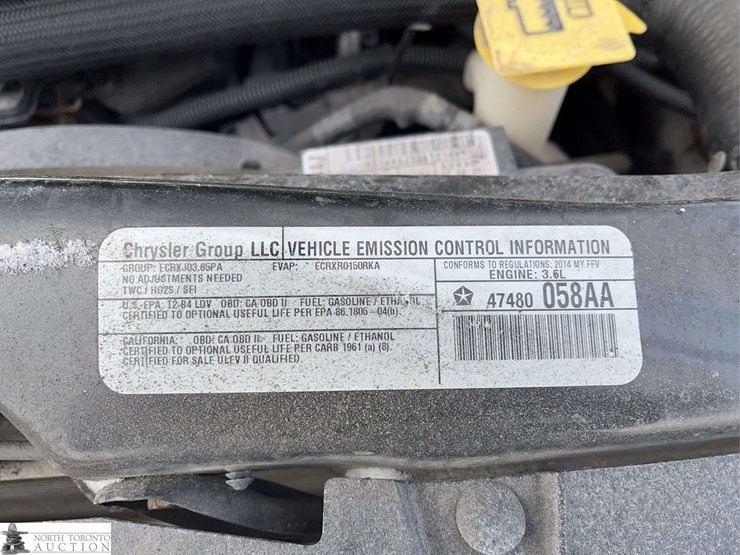 Chrysler Group LLC VEHICLE EMISSION CONTROL INFORMATION
GROUP: ECRXJ03.65PA EVAP: ECRXR0150RKA
NO ADJUSTMENTS NEEDED
TWC / HO2S / SFI
CONFORMS TO REGULATIONS: 2014 MY FFV
ENGINE: 3.6L
U.S. EPA: T2-B4 LDV OBD: CA OBD II FUEL: GASOLINE / ETHANOL
CERTIFIED TO OPTIONAL USEFUL LIFE PER EPA 86.1805-04(b).
CALIFORNIA: OBD: CA OBD II FUEL: GASOLINE / ETHANOL
CERTIFIED TO OPTIONAL USEFUL LIFE PER CARB 1961 (a) (8).
CERTIFIED FOR SALE ULEV II QUALIFIED.
47480 058AA
NORTH TORONTO
AUCTION